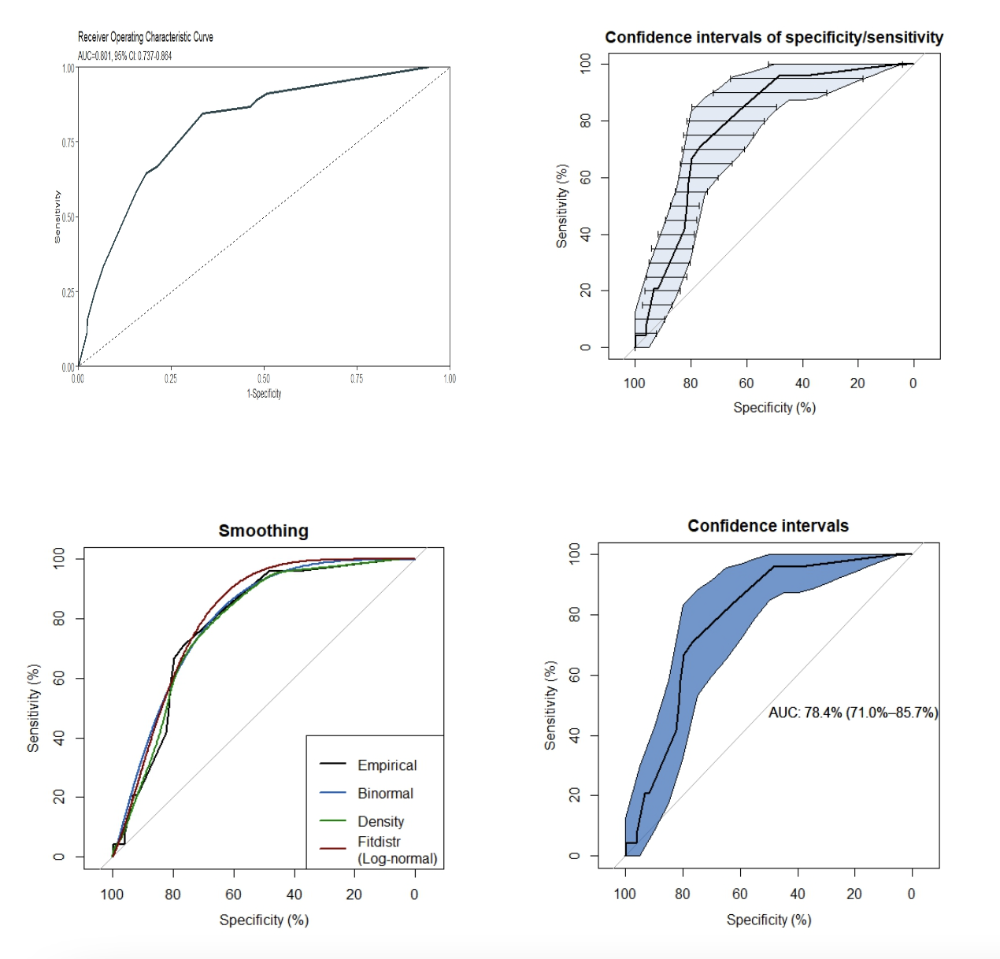 Receiver Operating Characteristic Curve
AUC=0.801, 95% CI: 0.737-0.864
1.00
0.75
0.50
0.25
0.00
Sensitivity
0.00 0.25 0.50 0.75 1.00
1-Specificity
Confidence intervals of specificity/sensitivity
100
80
60
40
20
0
Sensitivity (%)
100 80 60 40 20 0
Specificity (%)
Smoothing
100
80
60
40
20
0
Sensitivity (%)
Empirical
Binormal
Density
Fitdistr
(Log-normal)
100 80 60 40 20 0
Specificity (%)
Confidence intervals
100
80
60
40
20
0
Sensitivity (%)
AUC: 78.4% (71.0%–85.7%)
100 80 60 40 20 0
Specificity (%)